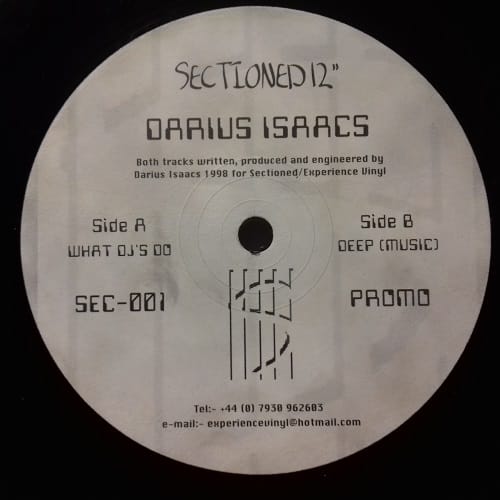 SECTIONED 12"
DARIUS ISAACS
Both tracks written, produced and engineered by
Darius Isaacs 1998 for Sectioned/Experience Vinyl
Side A
WHAT DJ'S DO
Side B
DEEP (MUSIC)
SEC-001
PROMO
Tel:- +44 (0) 7930 962603
e-mail:- experiencevinyl@hotmail.com